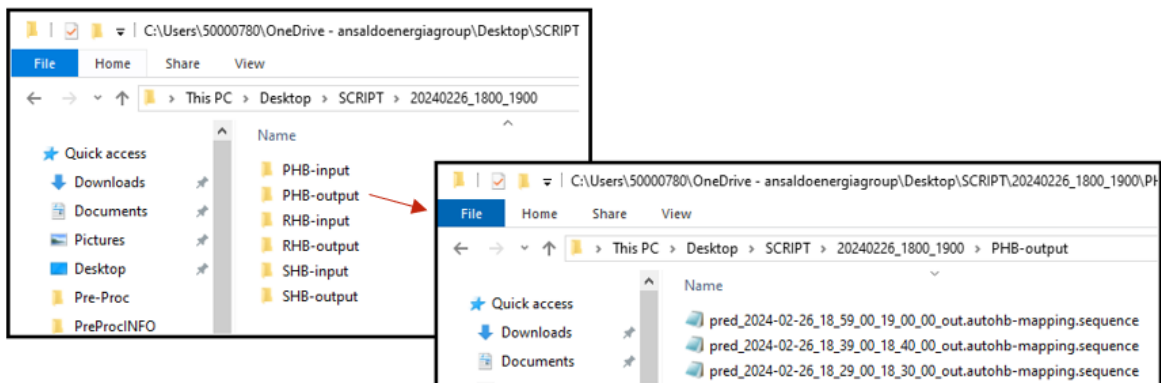 C:\Users\50000780\OneDrive - ansaldoenergiagroup\Desktop\SCRIPT
File Home Share View
This PC > Desktop > SCRIPT > 20240226_1800_1900
Name
Quick access
Downloads
Documents
Pictures
Desktop
Pre-Proc
PreProcINFO
PHB-input
PHB-output
RHB-input
RHB-output
SHB-input
SHB-output
C:\Users\50000780\OneDrive - ansaldoenergiagroup\Desktop\SCRIPT\20240226_1800_1900\PH
File Home Share View
This PC > Desktop > SCRIPT > 20240226_1800_1900 > PHB-output
Name
Quick access
Downloads
Documents
pred_2024-02-26_18_59_00_19_00_00_out.autohb-mapping.sequence
pred_2024-02-26_18_39_00_18_40_00_out.autohb-mapping.sequence
pred_2024-02-26_18_29_00_18_30_00_out.autohb-mapping.sequence